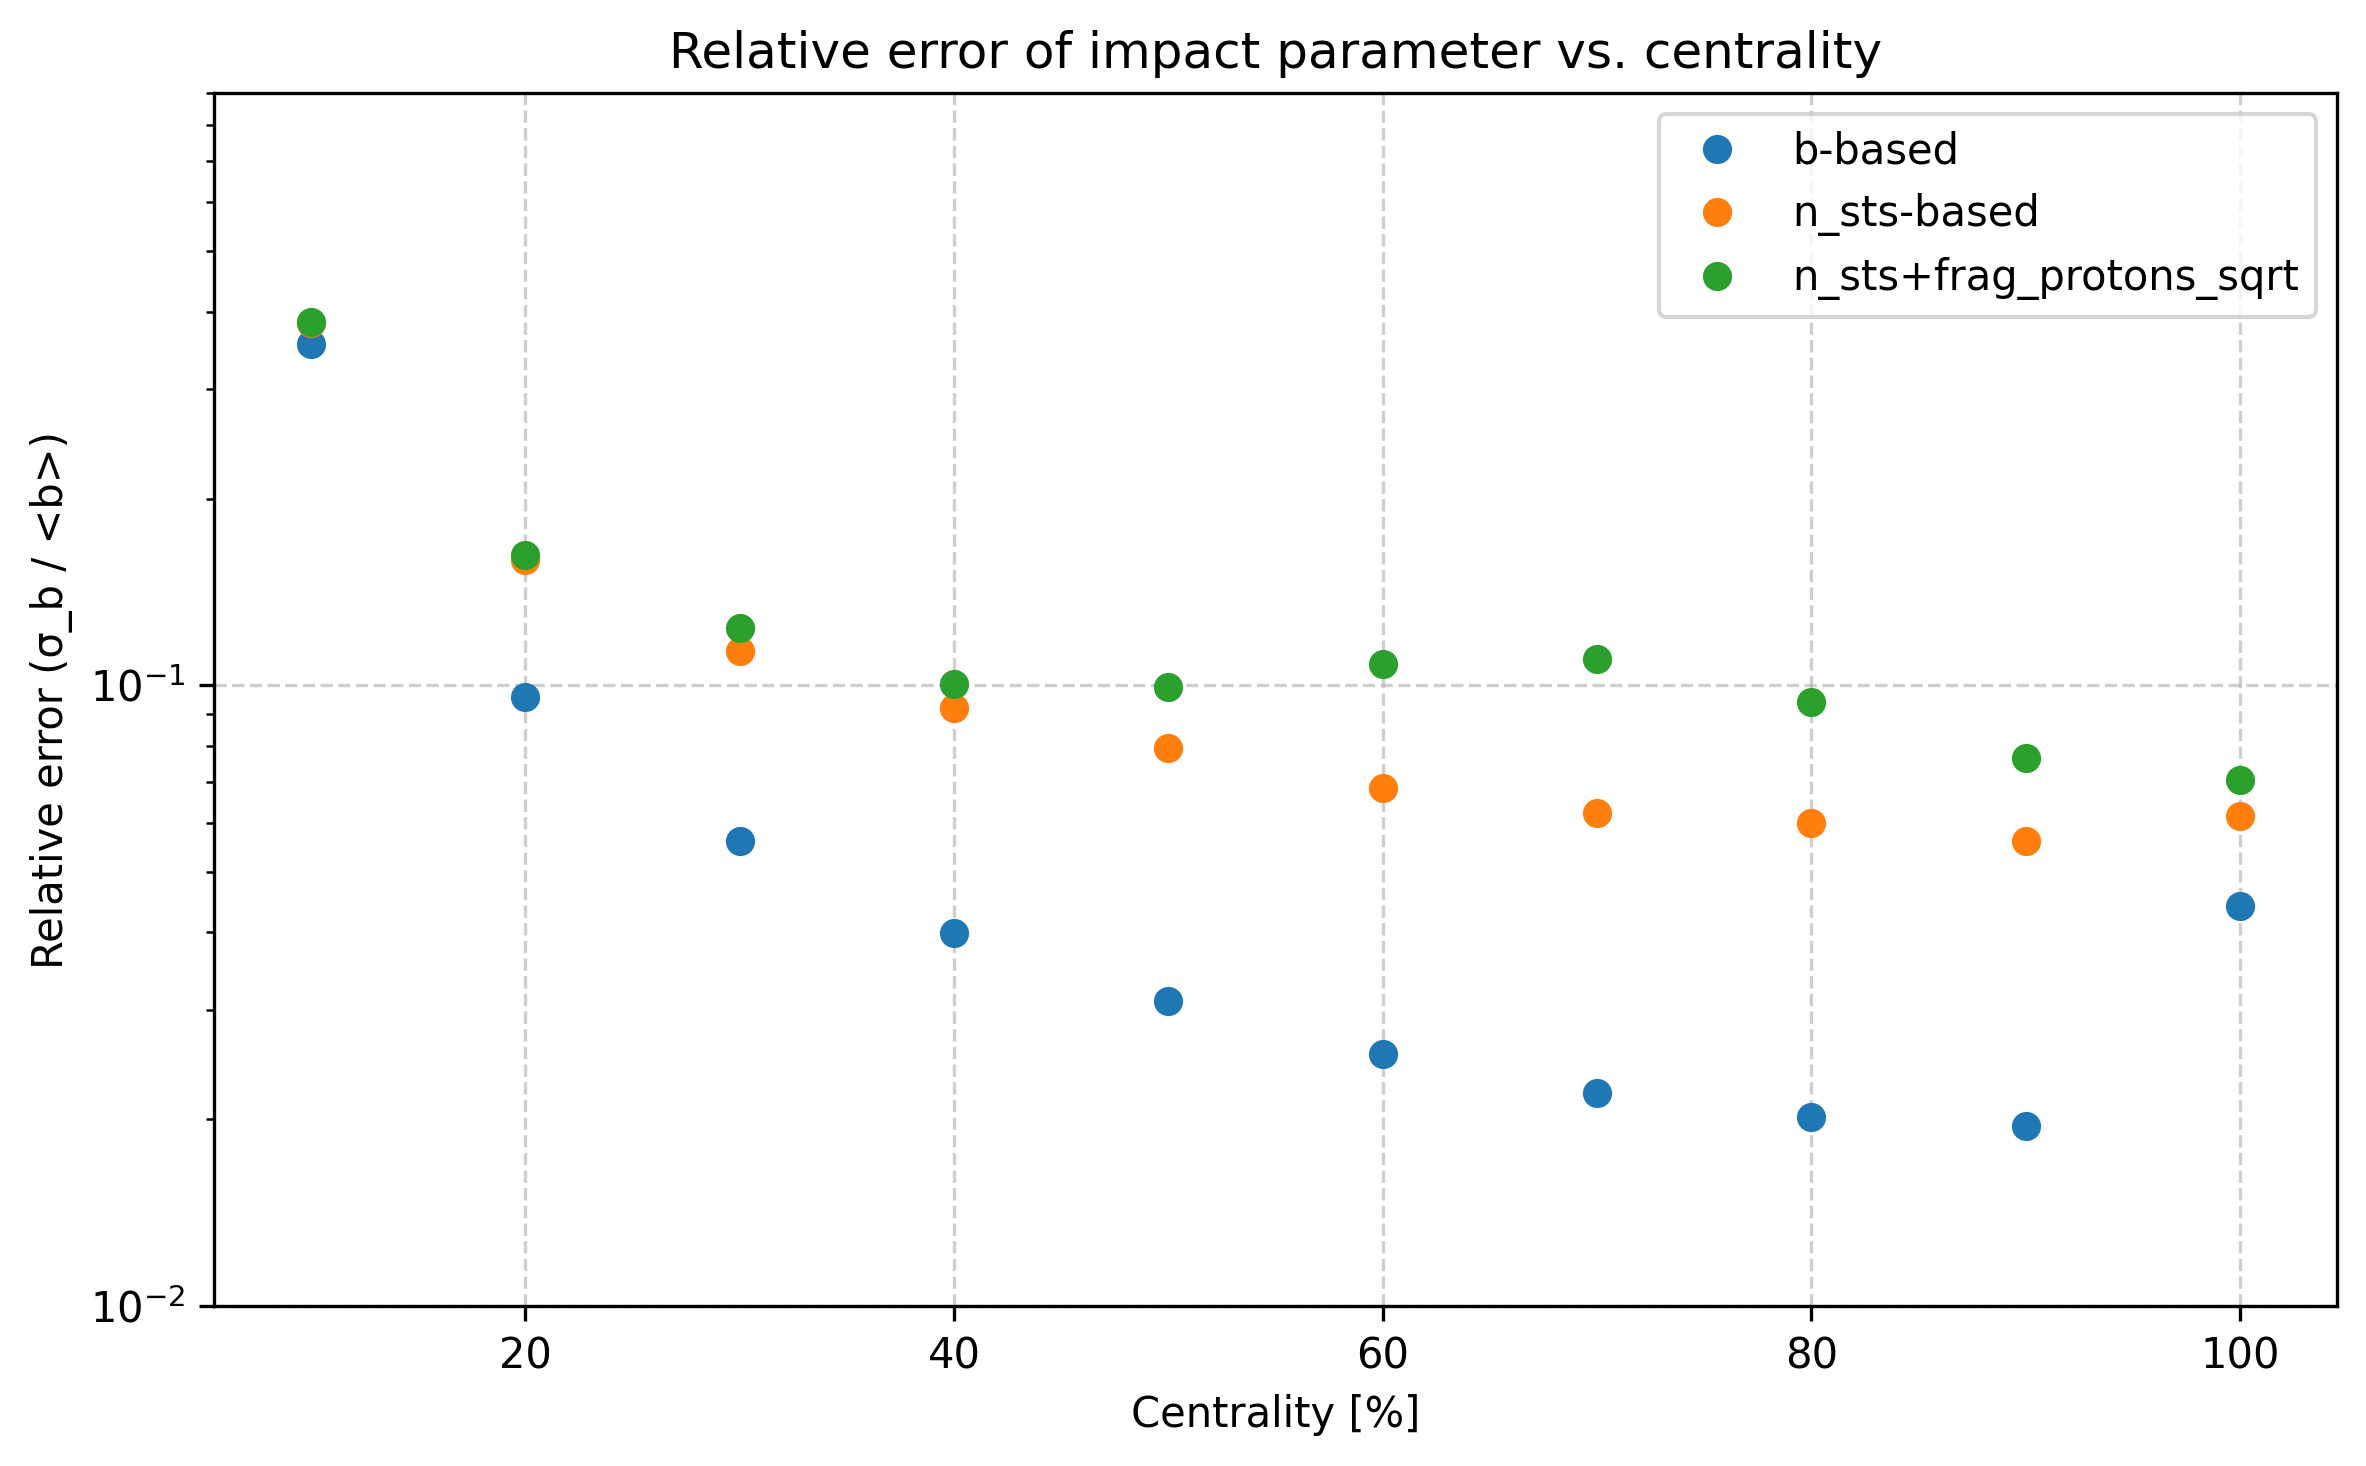 Relative error of impact parameter vs. centrality
b-based
n_sts-based
n_sts+frag_protons_sqrt
Relative error (σ_b / <b>)
10⁻¹
10⁻²
20 40 60 80 100
Centrality [%]